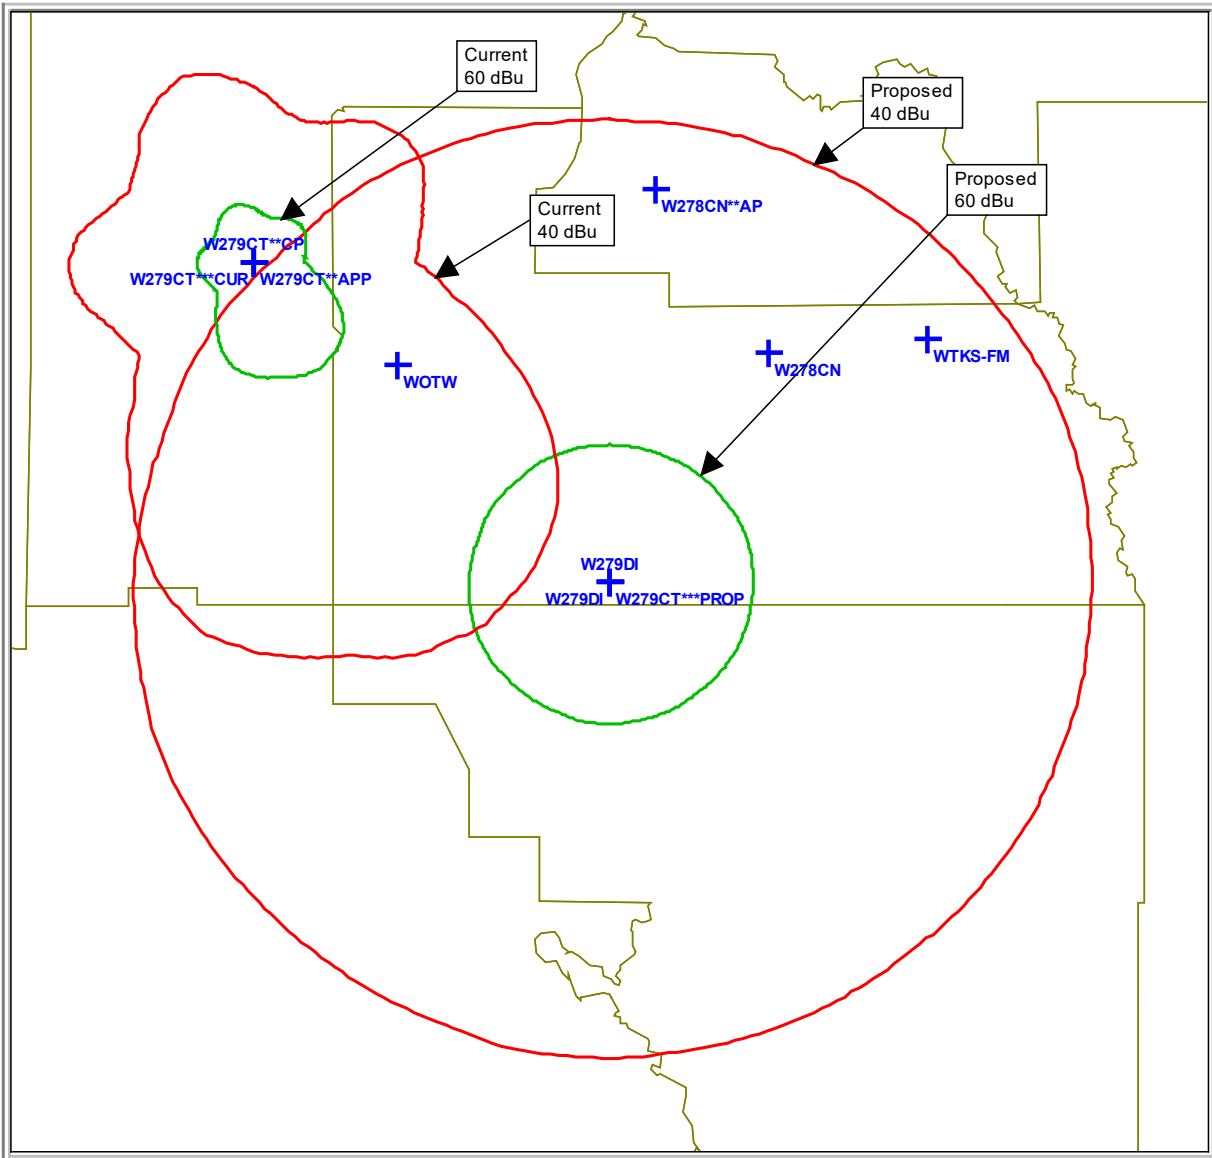 Current
60 dBu
Proposed
40 dBu
Proposed
60 dBu
W278CN**AP
Current
40 dBu
W279CT**CP
W279CT***CUR
W279CT**APP
WTKS-FM
W278CN
WOTW
W279DI
W279DI
W279CT***PROP